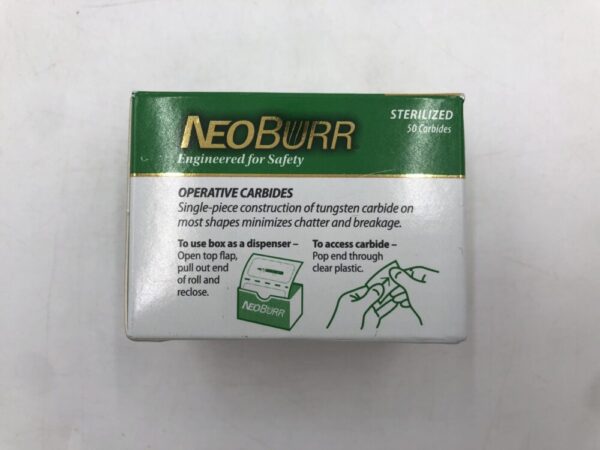 NEOBURR
Engineered for Safety
STERILIZED
50 Carbides
OPERATIVE CARBIDES
Single-piece construction of tungsten carbide on
most shapes minimizes chatter and breakage.
To use box as a dispenser –
Open top flap,
pull out end
of roll and
reclose.
NEOBURR
To access carbide –
Pop end through
clear plastic.